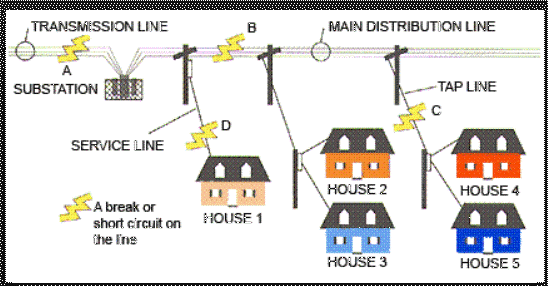 TRANSMISSION LINE
B
MAIN DISTRIBUTION LINE
A
SUBSTATION
TAP LINE
C
D
SERVICE LINE
HOUSE 1
HOUSE 2
HOUSE 4
A break or
short circuit on
the line
HOUSE 3
HOUSE 5